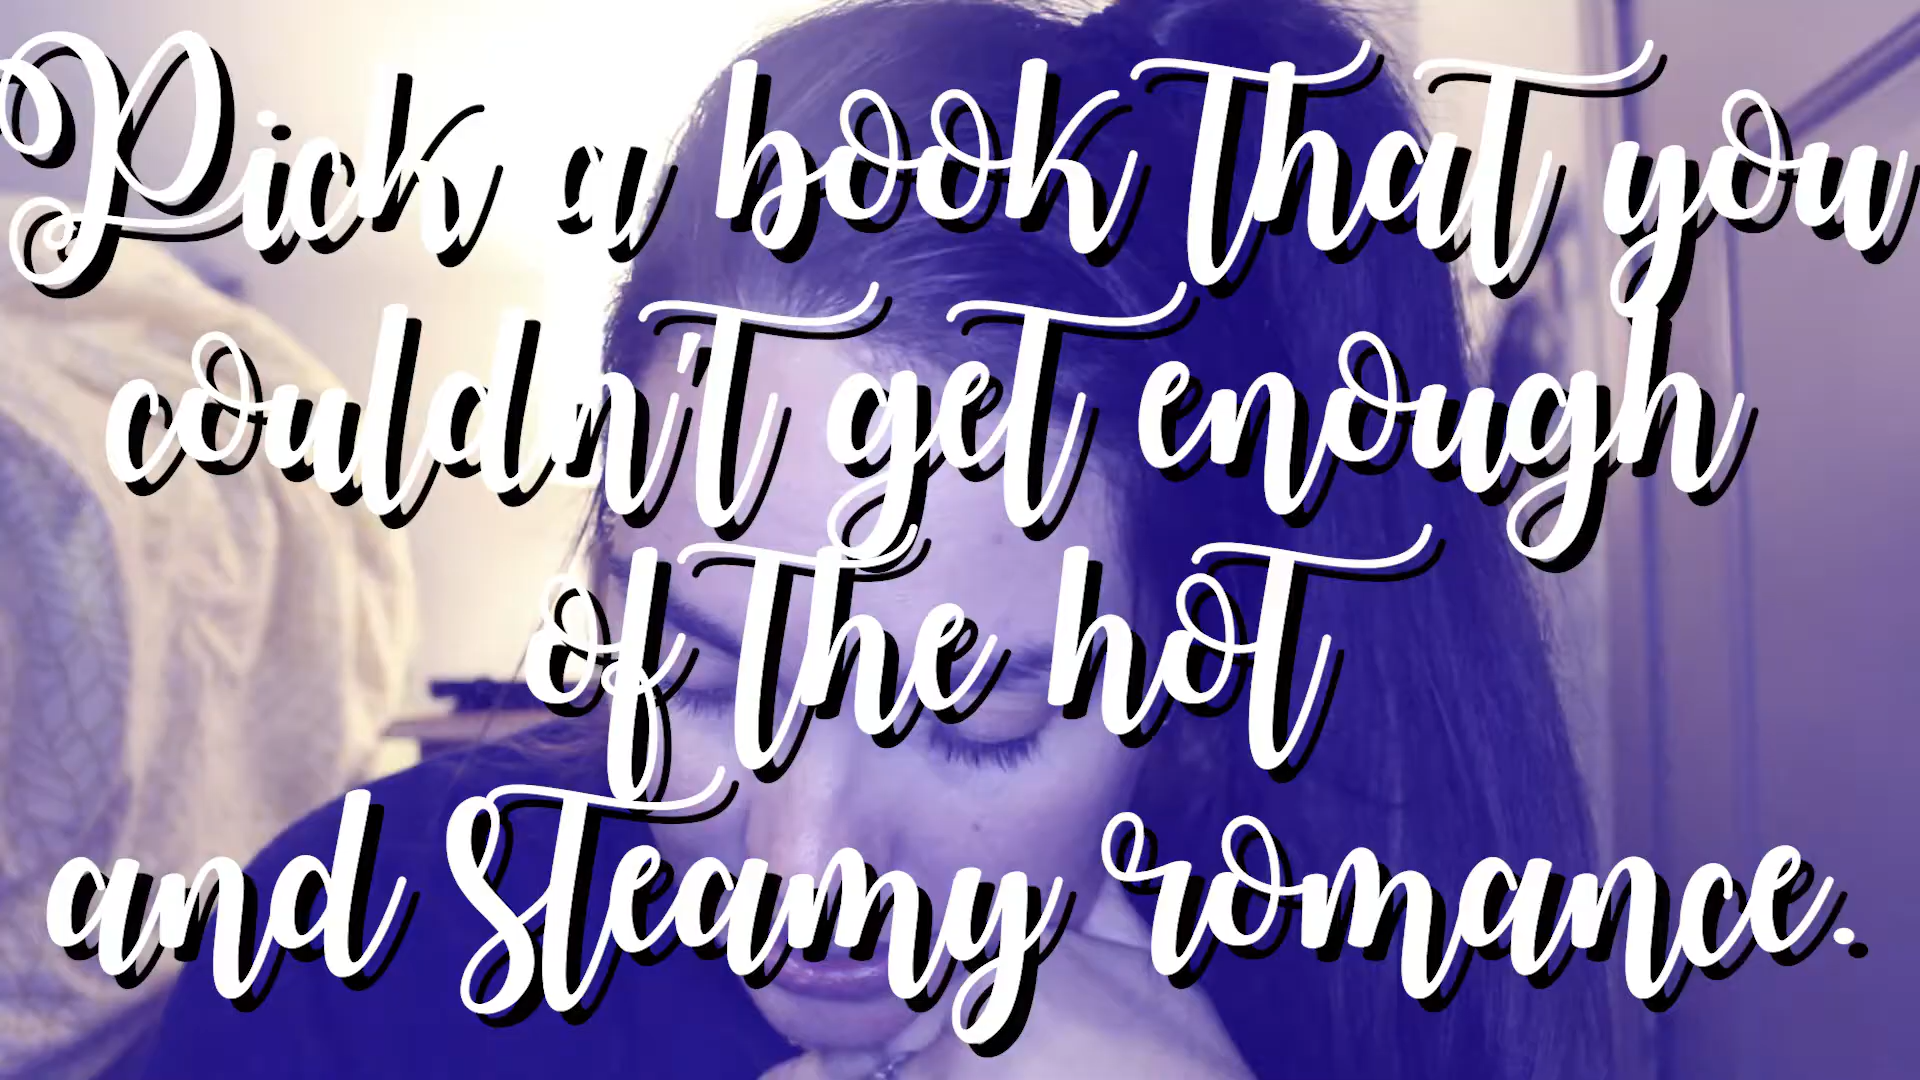 Pick a book that you
couldn't get enough
of the hot
and steamy romance.